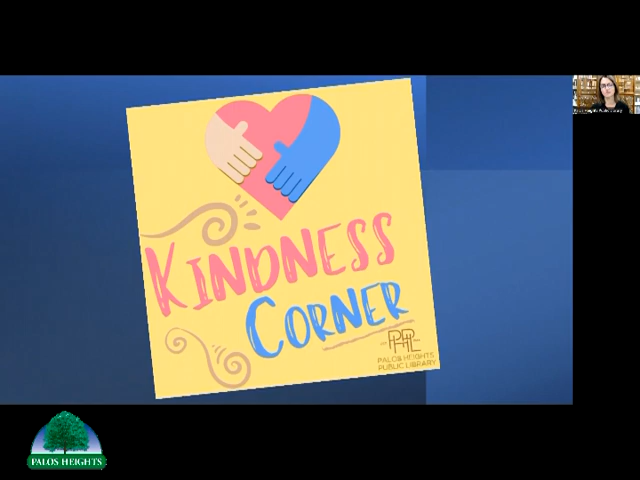 KINDNESS
CORNER
PHPL
PALOS HEIGHTS
PUBLIC LIBRARY
PALOS HEIGHTS